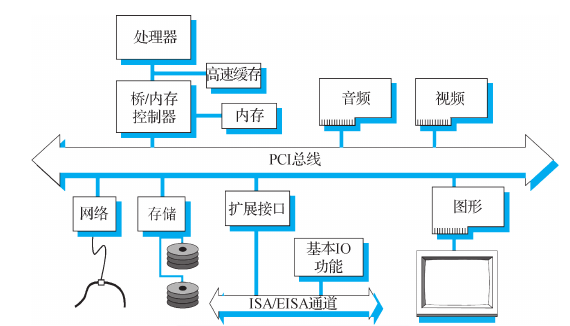 处理器
高速缓存
桥/内存
控制器
内存
音频
视频
PCI总线
网络
存储
扩展接口
图形
基本IO
功能
ISA/EISA通道